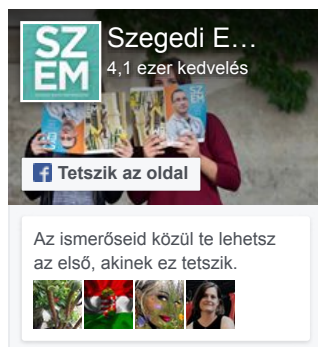 SZ
EM
Szegedi E…
4,1 ezer kedvelés
Tetszik az oldal
Az ismerőseid közül te lehetsz
az első, akinek ez tetszik.